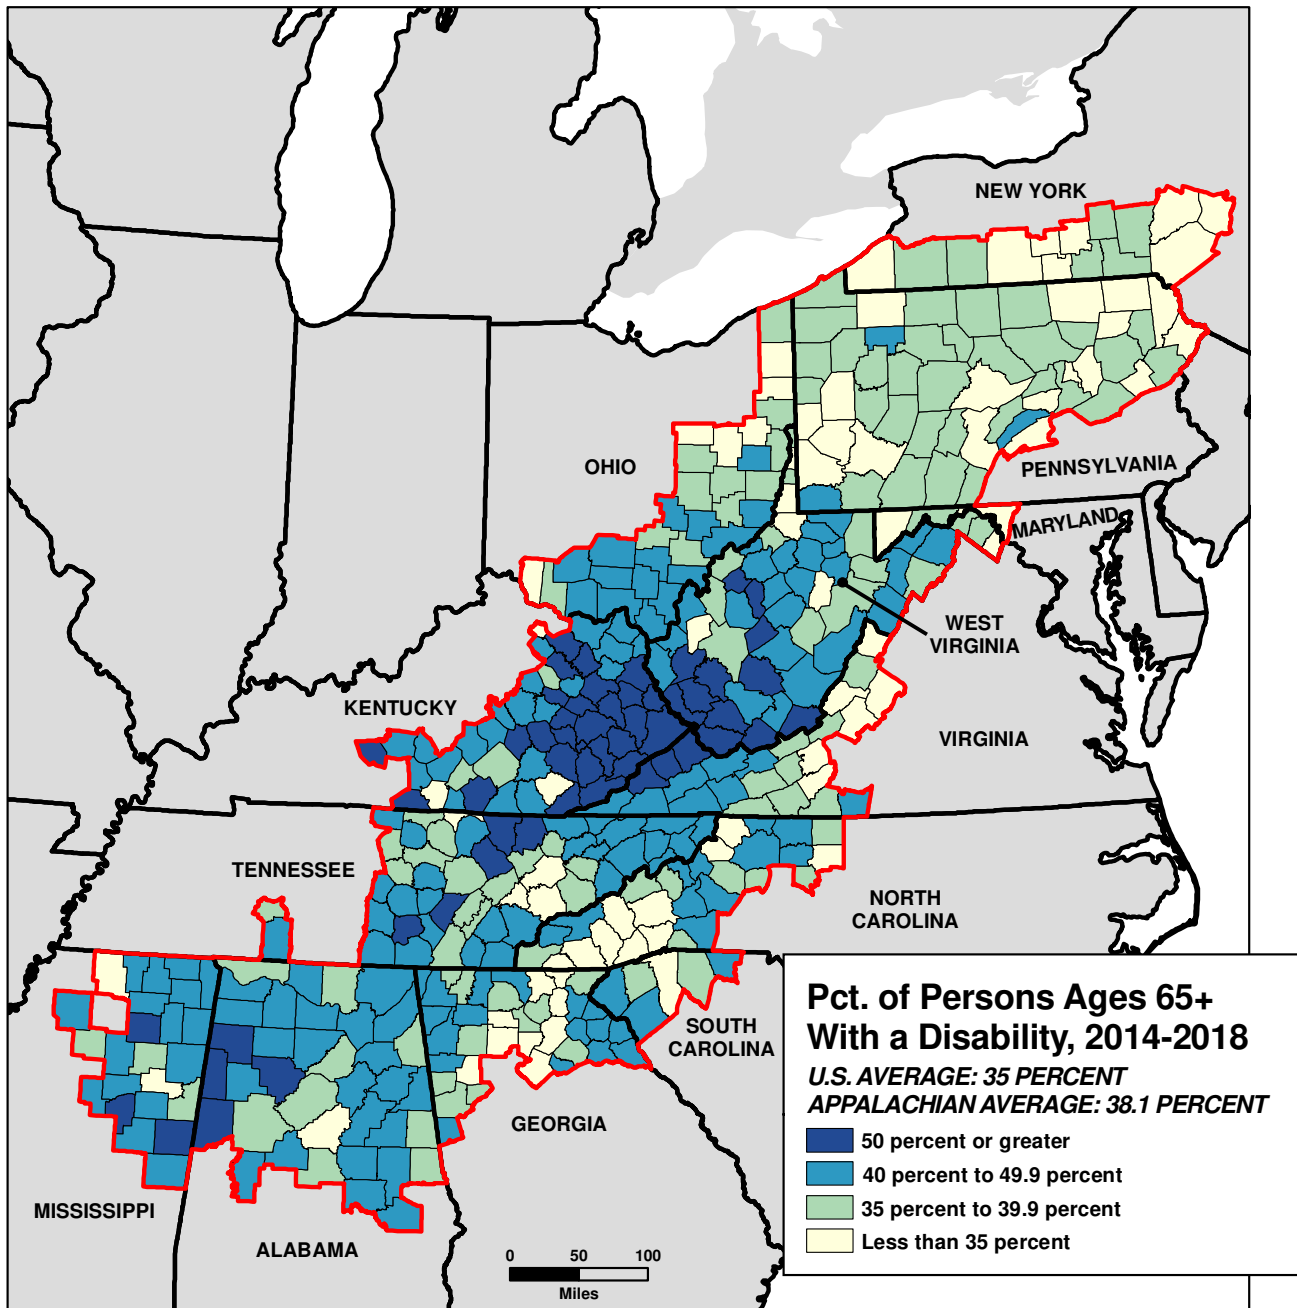 NEW YORK
OHIO
PENNSYLVANIA
MARYLAND
WEST
VIRGINIA
KENTUCKY
VIRGINIA
TENNESSEE
NORTH
CAROLINA
SOUTH
CAROLINA
GEORGIA
MISSISSIPPI
ALABAMA
Pct. of Persons Ages 65+
With a Disability, 2014-2018
U.S. AVERAGE: 35 PERCENT
APPALACHIAN AVERAGE: 38.1 PERCENT
50 percent or greater
40 percent to 49.9 percent
35 percent to 39.9 percent
Less than 35 percent
0 50 100
Miles